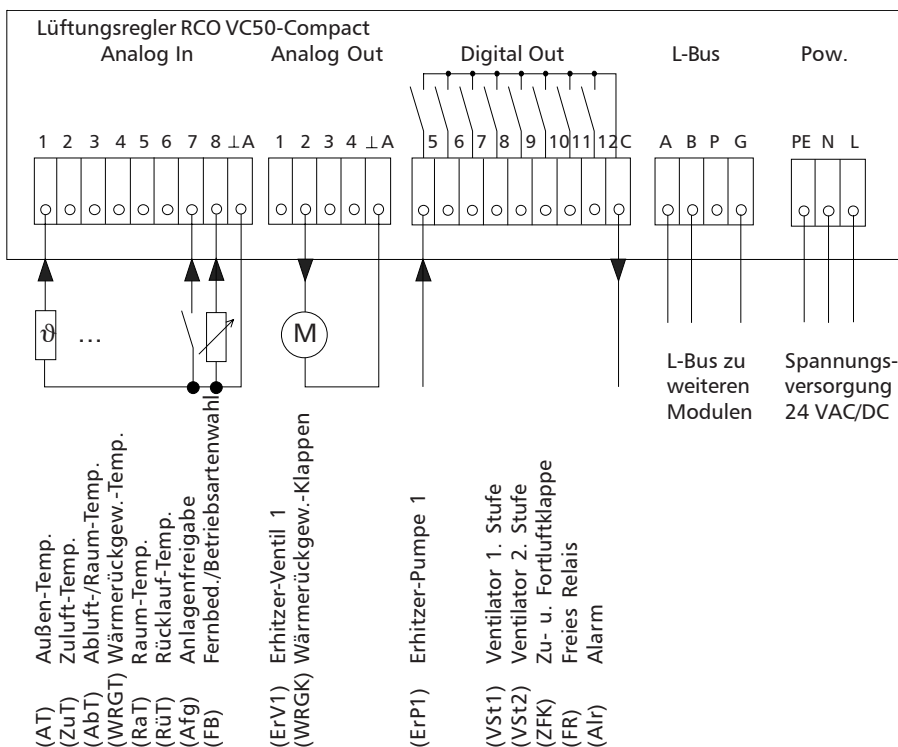 Lüftungsregler RCO VC50-Compact
Analog In Analog Out Digital Out L-Bus Pow.
1 2 3 4 5 6 7 8 ⊥ A 1 2 3 4 ⊥ A 5 6 7 8 9 10 11 12 C A B P G PE N L
ϑ ... M
L-Bus zu
weiteren
Modulen
Spannungs-
versorgung
24 VAC/DC
(AT) Außen-Temp.
(ZuT) Zuluft-Temp.
(AbT) Abluft-/Raum-Temp.
(WRGT) Wärmerückgew.-Temp.
(RaT) Raum-Temp.
(RüT) Rücklauf-Temp.
(Afg) Anlagenfreigabe
(FB) Fernbed./Betriebsartenwahl
(ErV1) Erhitzer-Ventil 1
(WRGK) Wärmerückgew.-Klappen
(ErP1) Erhitzer-Pumpe 1
(VSt1) Ventilator 1. Stufe
(VSt2) Ventilator 2. Stufe
(ZFK) Zu- u. Fortluftklappe
(FR) Freies Relais
(Alr) Alarm